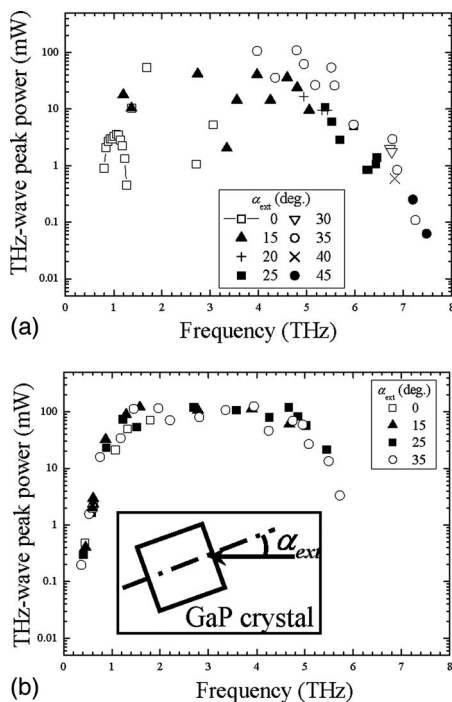 THz-wave peak power (mW)
100
10
1
0.1
0.01
α_ext (deg.)
0 30
15 35
20 40
25 45
0 1 2 3 4 5 6 7 8
(a)
Frequency (THz)
THz-wave peak power (mW)
100
10
1
0.1
0.01
α_ext (deg.)
0
15
25
35
α_ext
GaP crystal
0 1 2 3 4 5 6 7 8
(b)
Frequency (THz)